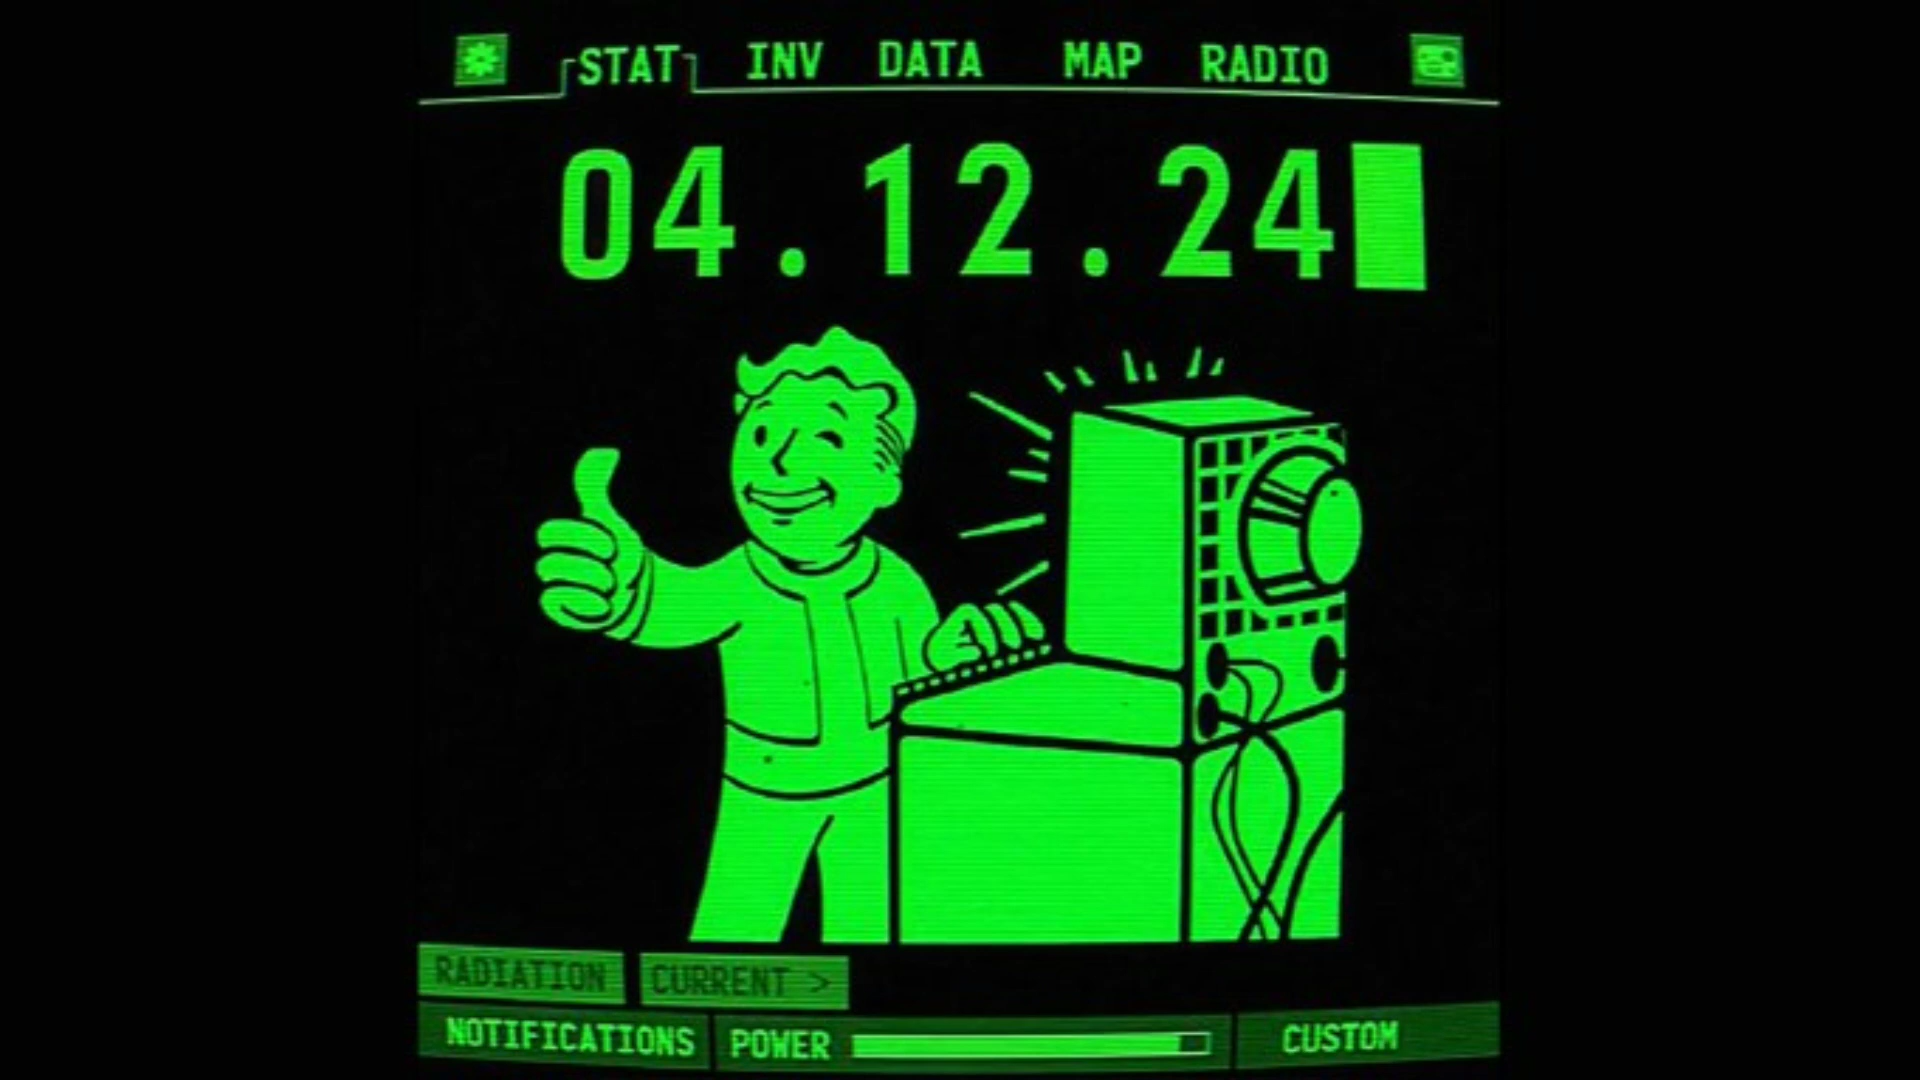 STAT INV DATA MAP RADIO
04.12.24
RADIATION CURRENT >
NOTIFICATIONS POWER CUSTOM